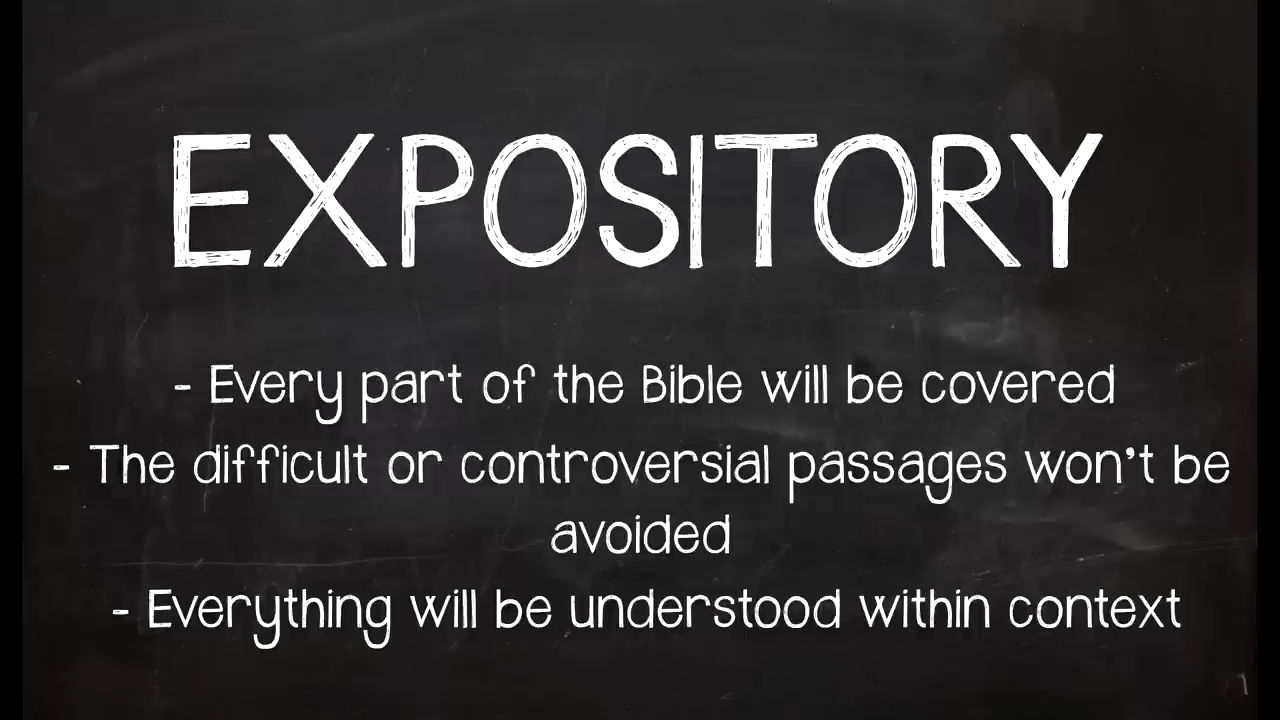 EXPOSITORY
- Every part of the Bible will be covered
- The difficult or controversial passages won't be
avoided
- Everything will be understood within context